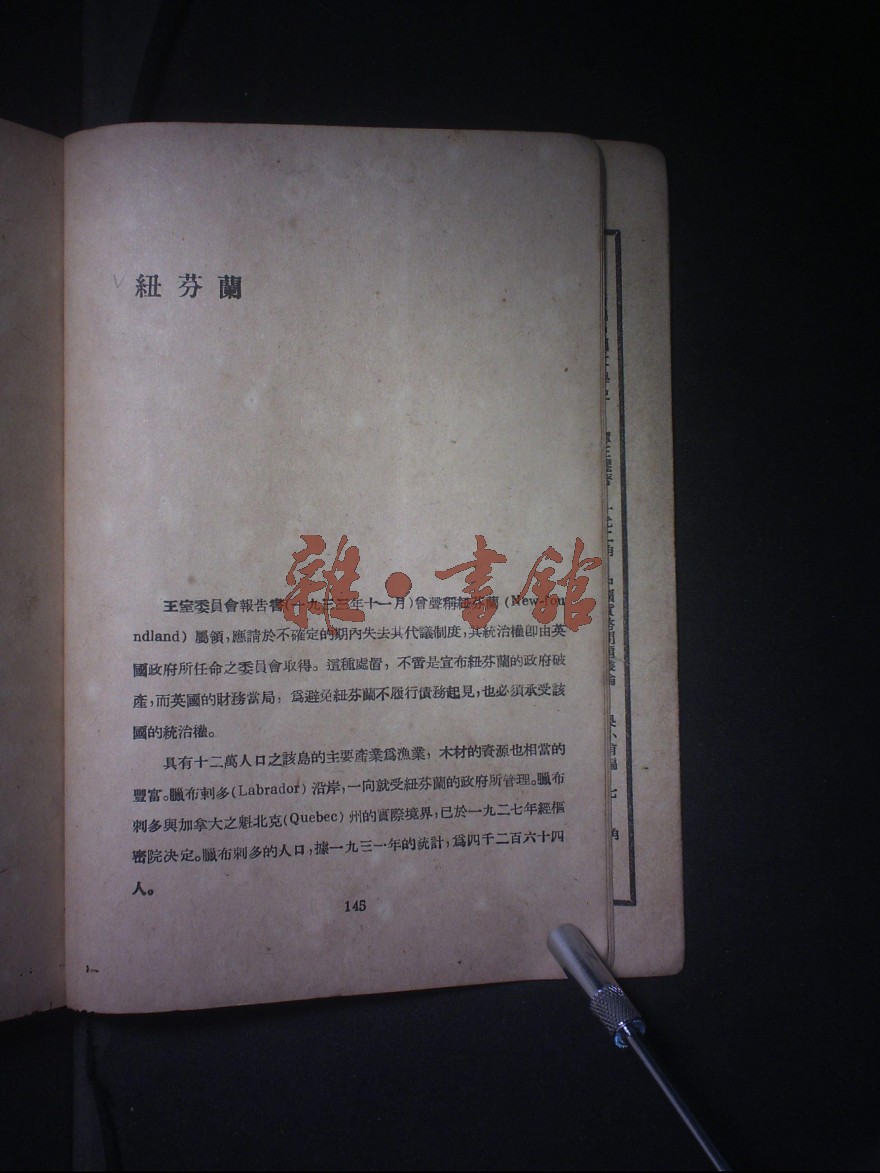 紐芬蘭
王室委員會報告書(一九三三年十一月)曾聲稱紐芬蘭(New-fou
ndland)屬領，應請於不確定的期內失去其代議制度，其統治權卽由英
國政府所任命之委員會取得。這種處置，不啻是宣布紐芬蘭的政府破
產，而英國的財務當局，爲避免紐芬蘭不履行債務起見，也必須承受該
國的統治權。
具有十二萬人口之該島的主要產業爲漁業，木材的資源也相當的
豐富。臘布刺多(Labrador)沿岸，一向就受紐芬蘭的政府所管理。臘布
刺多與加拿大之魁北克(Quebec)州的實際境界，已於一九二七年經樞
密院決定。臘布刺多的人口，據一九三一年的統計，爲四千二百六十四
人。
145
雜·書館